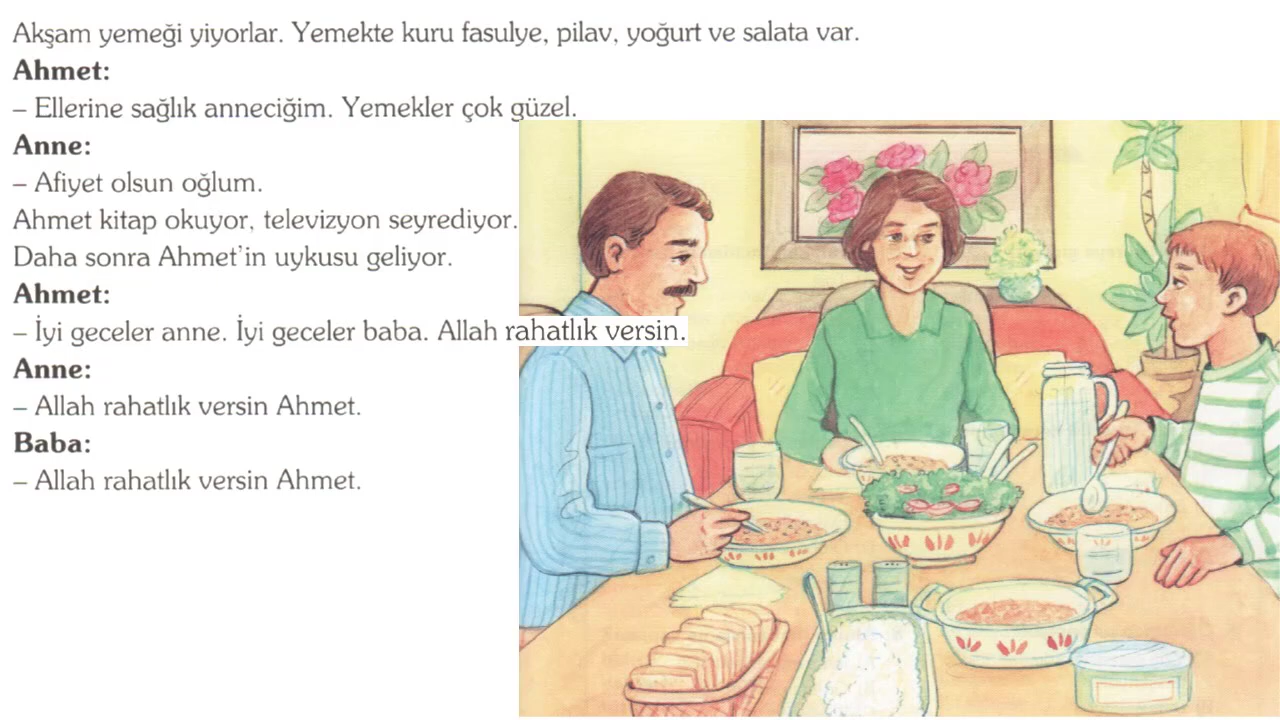 Akşam yemeği yiyorlar. Yemekte kuru fasulye, pilav, yoğurt ve salata var.
Ahmet:
– Ellerine sağlık anneciğim. Yemekler çok güzel.
Anne:
– Afiyet olsun oğlum.
Ahmet kitap okuyor, televizyon seyrediyor.
Daha sonra Ahmet’in uykusu geliyor.
Ahmet:
– İyi geceler anne. İyi geceler baba. Allah rahatlık versin.
Anne:
– Allah rahatlık versin Ahmet.
Baba:
– Allah rahatlık versin Ahmet.